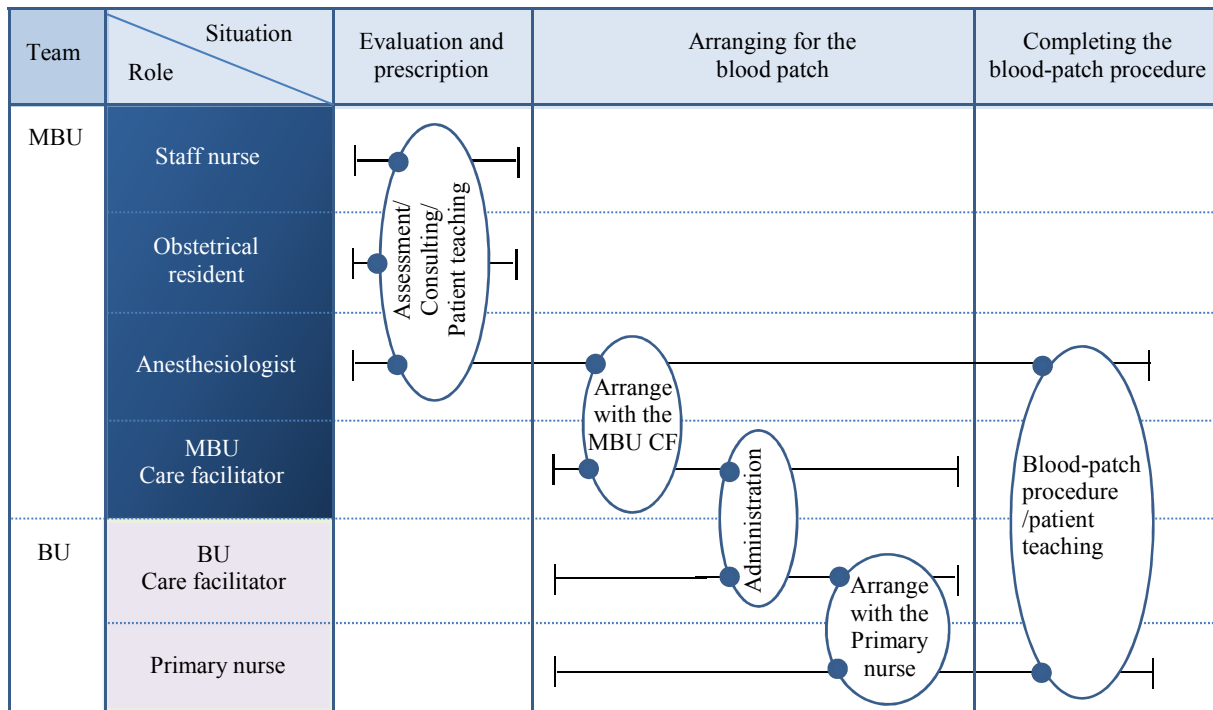 Team
Situation
Role
Evaluation and
prescription
Arranging for the
blood patch
Completing the
blood-patch procedure
MBU
Staff nurse
Obstetrical
resident
Anesthesiologist
MBU
Care facilitator
BU
BU
Care facilitator
Primary nurse
Assessment/
Consulting/
Patient teaching
Arrange
with the
MBU CF
Administration
Arrange
with the
Primary
nurse
Blood-patch
procedure
/patient
teaching